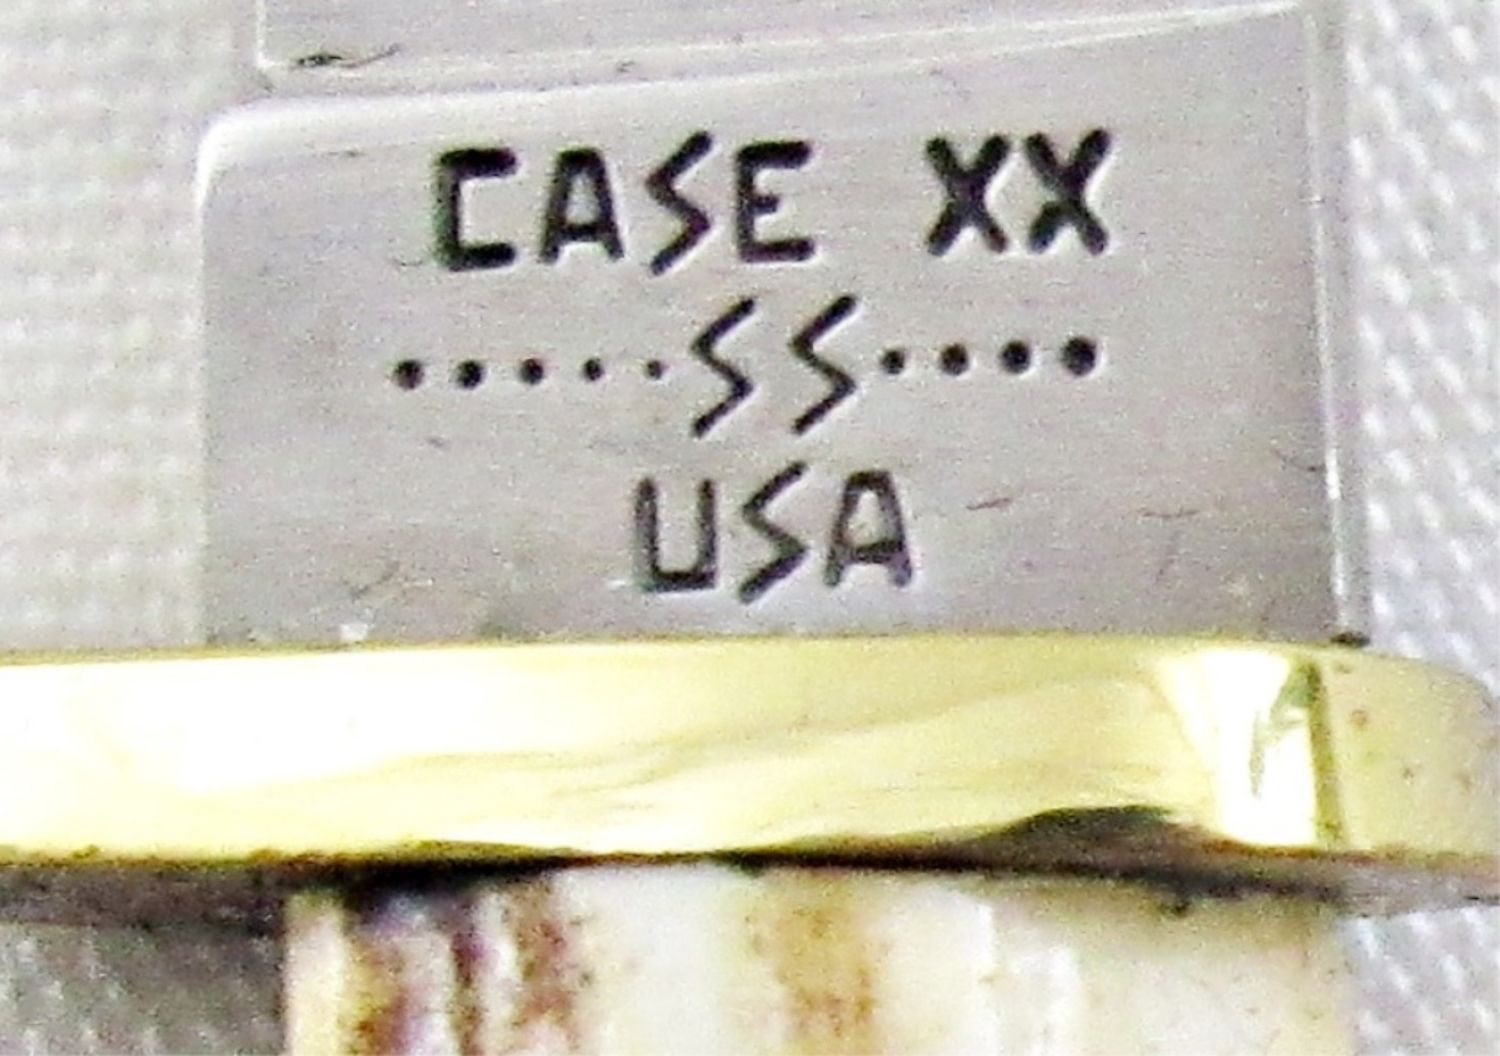 CASE XX
.....SS....
USA